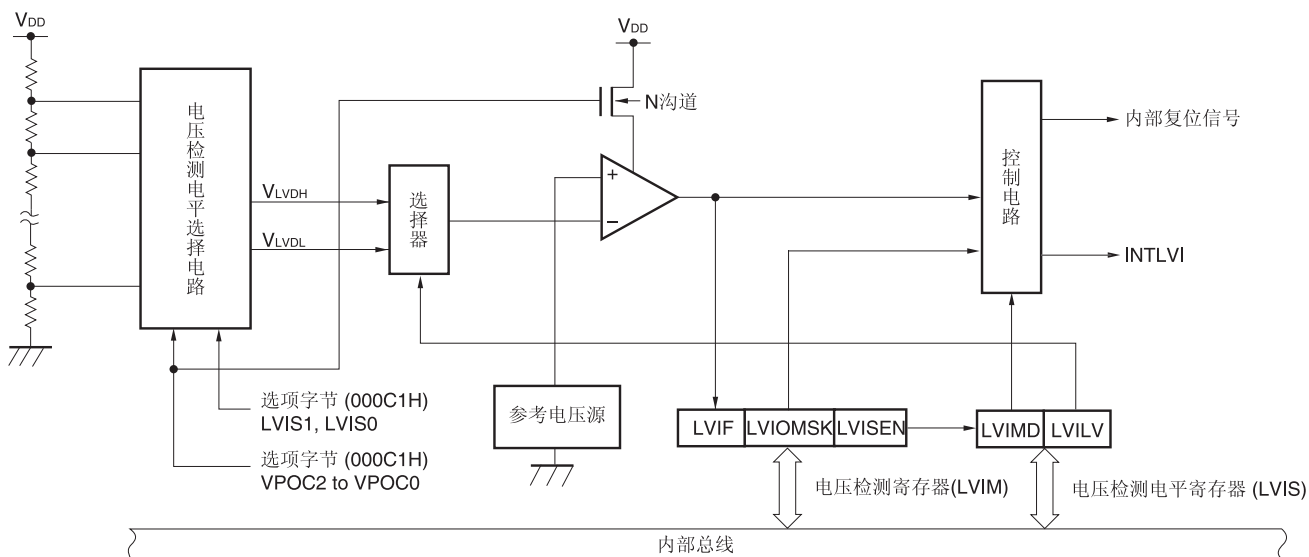 VDD
VDD
电压检测电平选择电路
N沟道
内部复位信号
控制电路
VLVDH
选择器
+
−
VLVDL
INTLVI
选项字节 (000C1H)
LVIS1, LVIS0
参考电压源
LVIF LVIOMSK LVISEN
LVIMD LVILV
选项字节 (000C1H)
VPOC2 to VPOC0
电压检测寄存器(LVIM)
电压检测电平寄存器 (LVIS)
内部总线